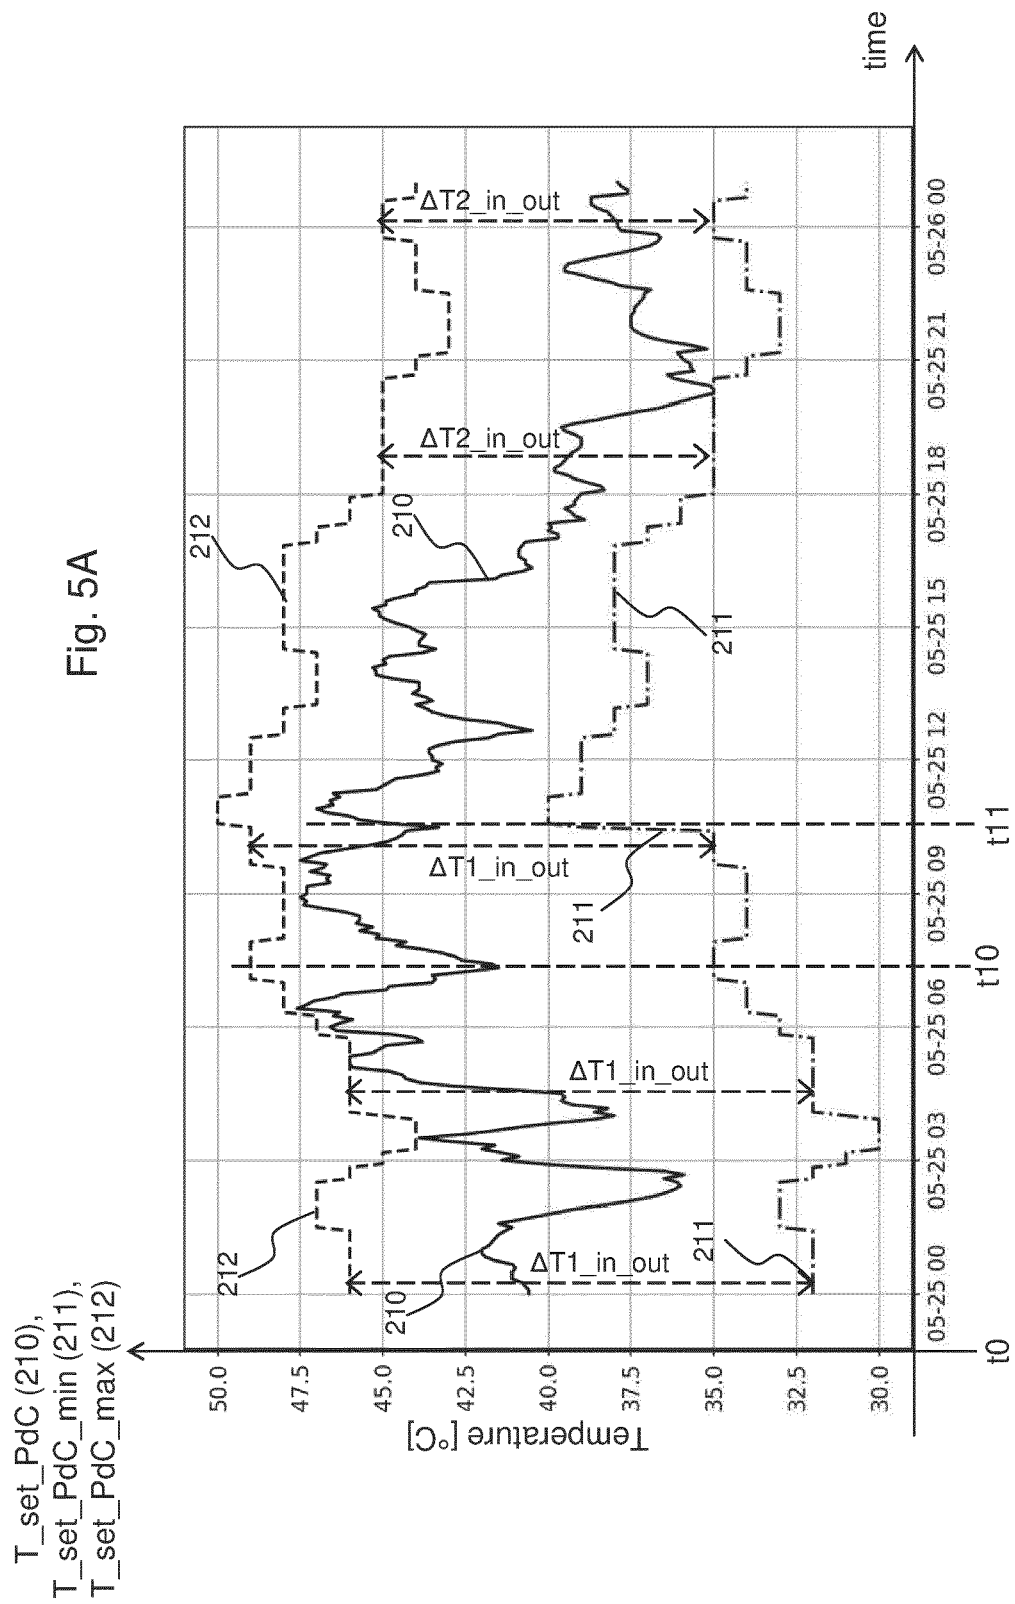 Fig. 5A
T_set_PdC (210),
T_set_PdC_min (211),
T_set_PdC_max (212)
Temperature [°C]
50.0
47.5
45.0
42.5
40.0
37.5
35.0
32.5
30.0
212
212
210
210
211
211
211
ΔT1_in_out
ΔT1_in_out
ΔT1_in_out
ΔT2_in_out
ΔT2_in_out
05-25 00
05-25 03
05-25 06
05-25 09
05-25 12
05-25 15
05-25 18
05-25 21
05-26 00
time
t0
t10
t11